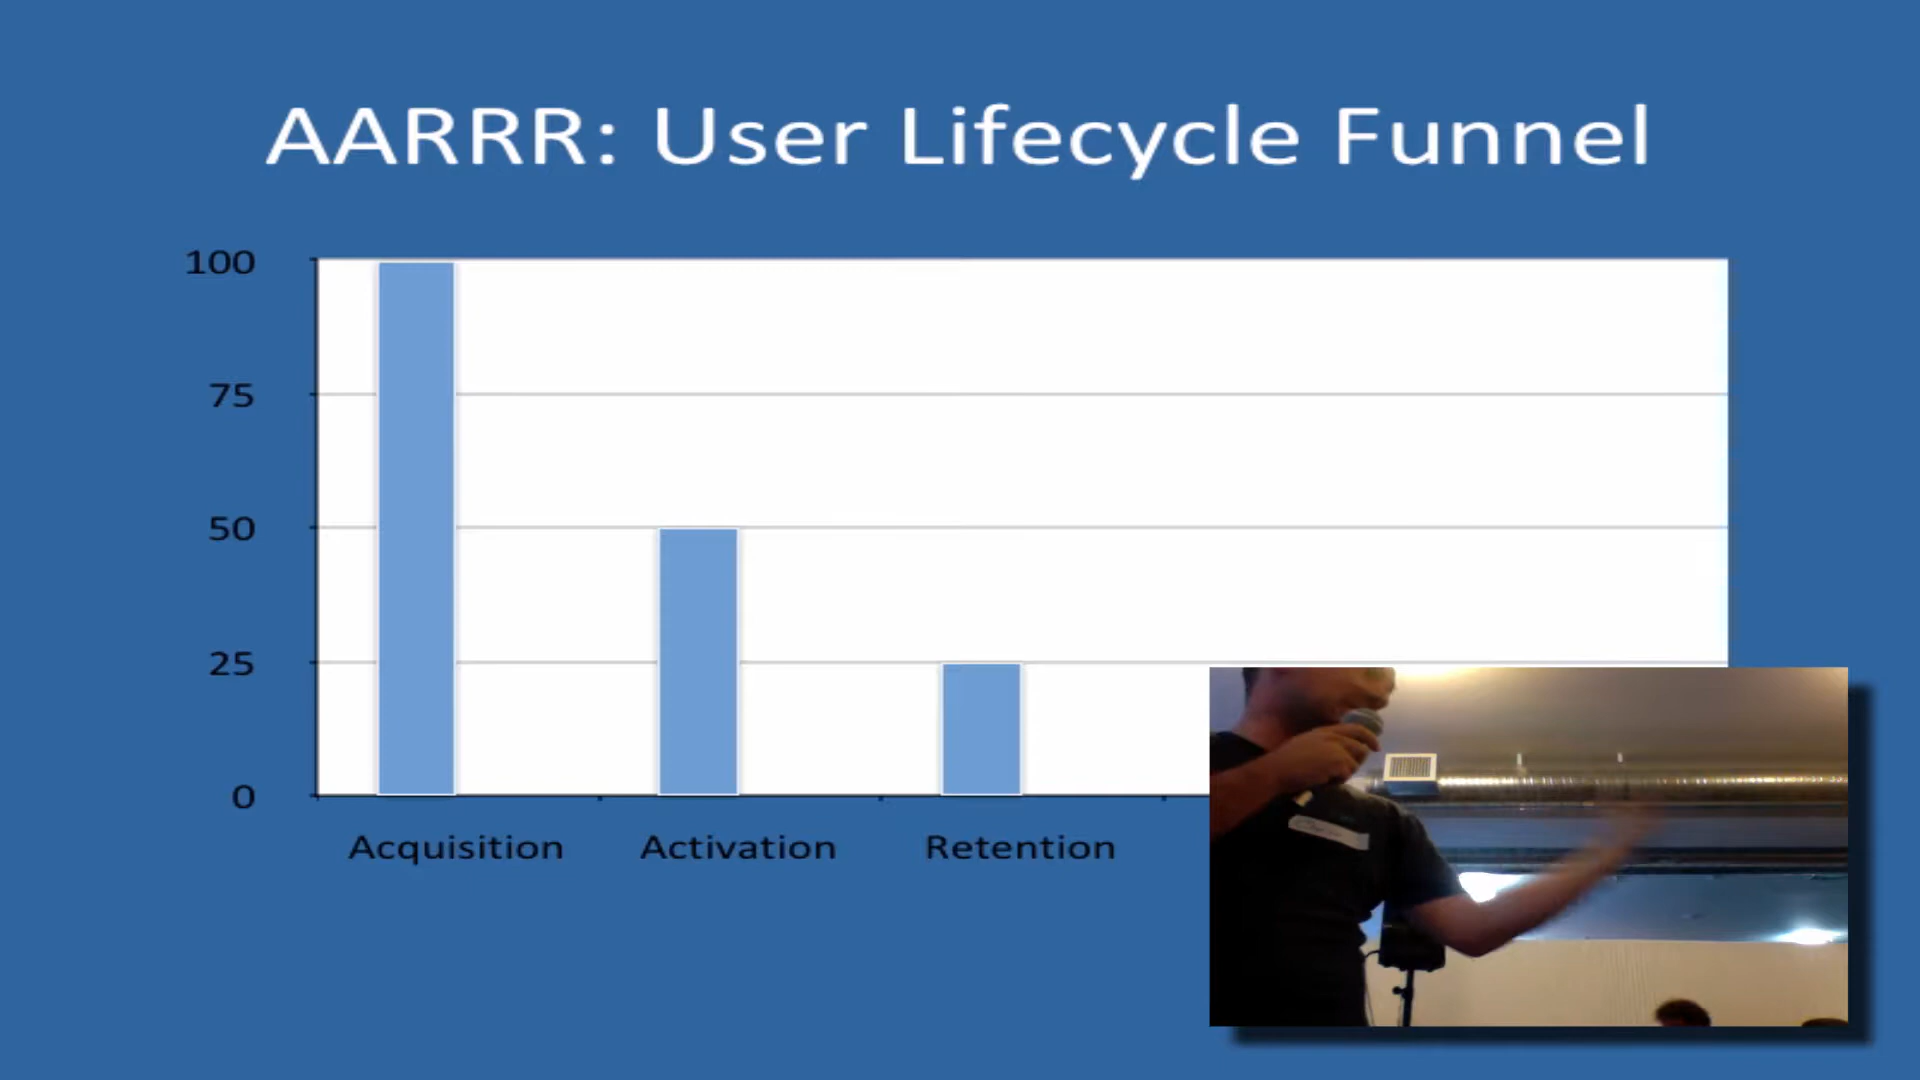 AARRR: User Lifecycle Funnel
100
75
50
25
0
Acquisition Activation Retention